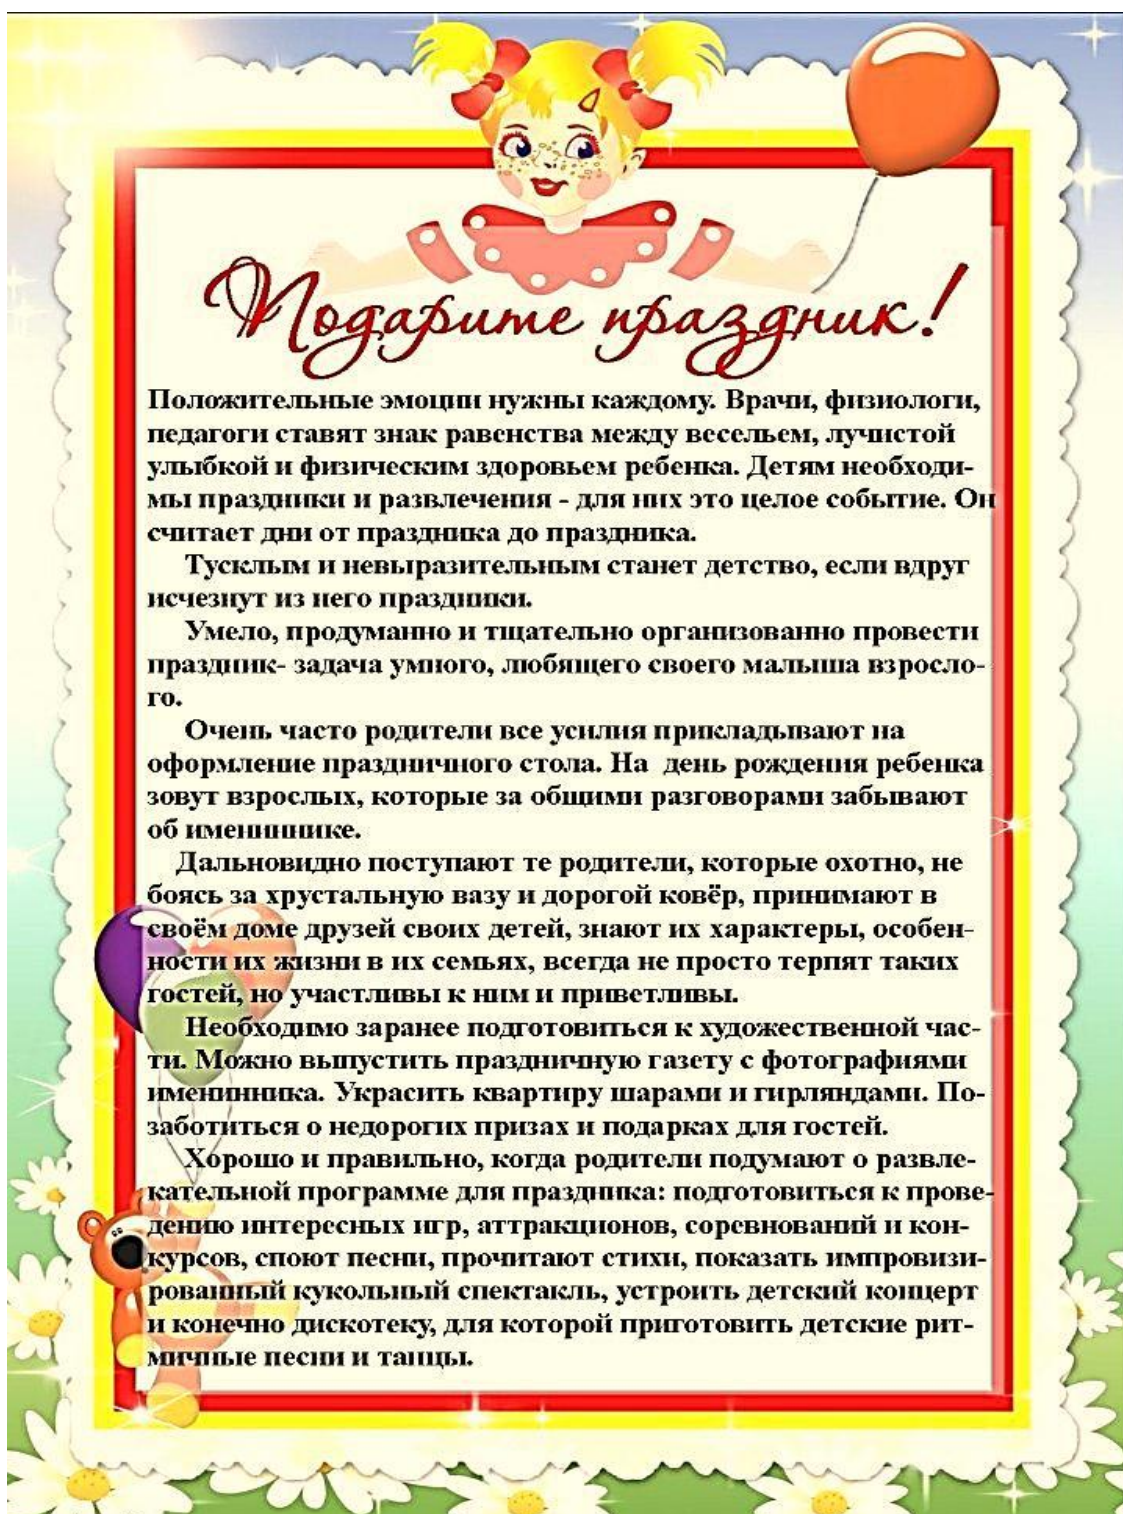 Подарите праздник!
Положительные эмоции нужны каждому. Врачи, физиологи,
педагоги ставят знак равенства между весельем, лучистой
улыбкой и физическим здоровьем ребенка. Детям необходи-
мы праздники и развлечения - для них это целое событие. Он
считает дни от праздника до праздника.
Тусклым и невыразительным станет детство, если вдруг
исчезнут из него праздники.
Умело, продуманно и тщательно организованно провести
праздник- задача умного, любящего своего малыша взросло-
го.
Очень часто родители все усилия прикладывают на
оформление праздничного стола. На день рождения ребенка
зовут взрослых, которые за общими разговорами забывают
об имениннике.
Дальновидно поступают те родители, которые охотно, не
боясь за хрустальную вазу и дорогой ковёр, принимают в
своём доме друзей своих детей, знают их характеры, особен-
ности их жизни в их семьях, всегда не просто терпят таких
гостей, но участливы к ним и приветливы.
Необходимо заранее подготовиться к художественной час-
ти. Можно выпустить праздничную газету с фотографиями
именинника. Украсить квартиру шарами и гирляндами. По-
заботиться о недорогих призах и подарках для гостей.
Хорошо и правильно, когда родители подумают о развле-
кательной программе для праздника: подготовиться к прове-
дению интересных игр, аттракционов, соревнований и кон-
курсов, споют песни, прочитают стихи, показать импровизи-
рованный кукольный спектакль, устроить детский концерт
и конечно дискотеку, для которой приготовить детские рит-
мичные песни и танцы.